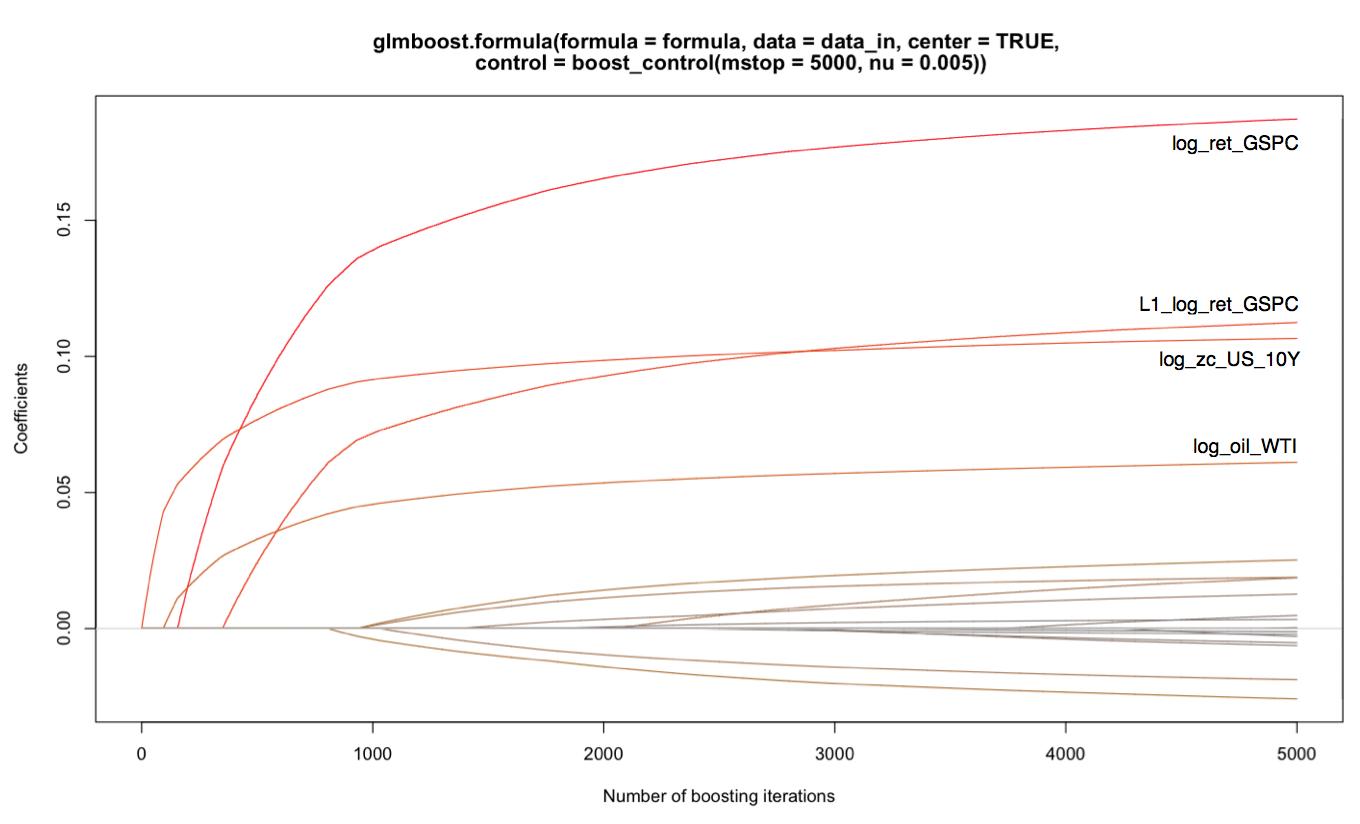 glmboost.formula(formula = formula, data = data_in, center = TRUE,
control = boost_control(mstop = 5000, nu = 0.005))
log_ret_GSPC
0.15
L1_log_ret_GSPC
0.10
log_zc_US_10Y
Coefficients
log_oil_WTI
0.05
0.00
0 1000 2000 3000 4000 5000
Number of boosting iterations